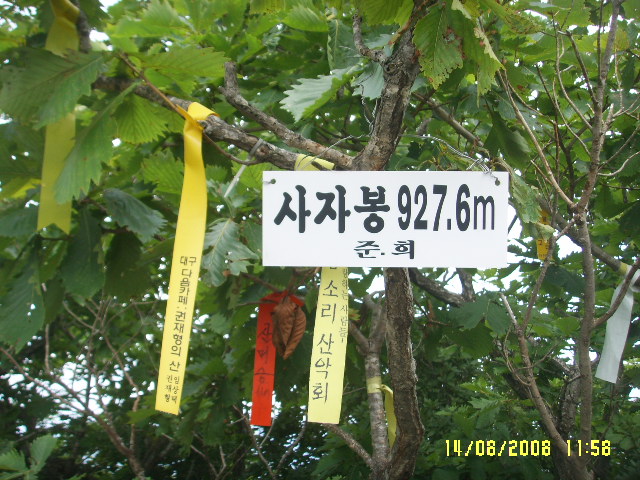 사자봉 927.6m
준.희
대구
다음카페:권재형의 산
소리 산악회
14/08/2008 11:58